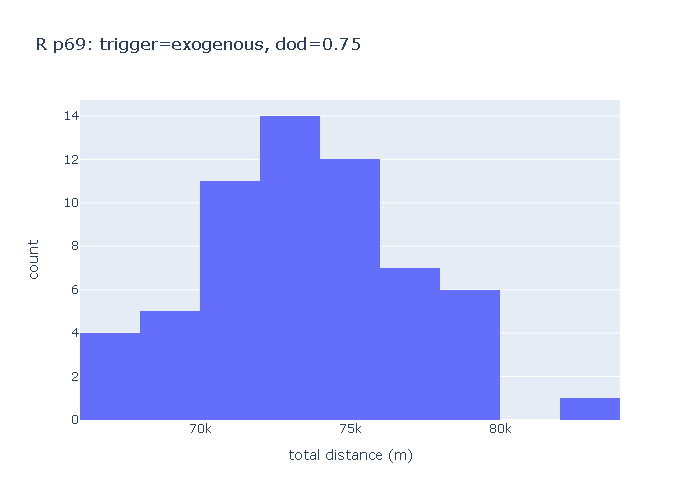 R p69: trigger=exogenous, dod=0.75
14
12
10
8
6
4
2
0
count
70k
75k
80k
total distance (m)